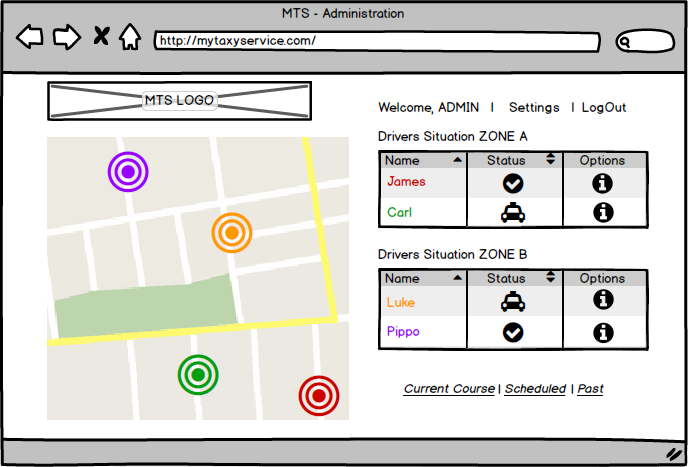 MTS - Administration
http://mytaxyservice.com/
MTS LOGO
Welcome, ADMIN | Settings | LogOut
Drivers Situation ZONE A
Name Status Options
James
Carl
Drivers Situation ZONE B
Name Status Options
Luke
Pippo
Current Course | Scheduled | Past